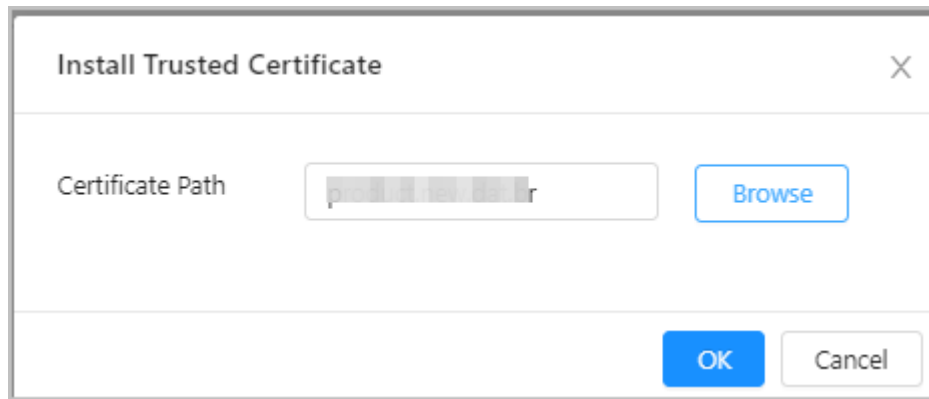 Install Trusted Certificate
Certificate Path
Browse
OK
Cancel